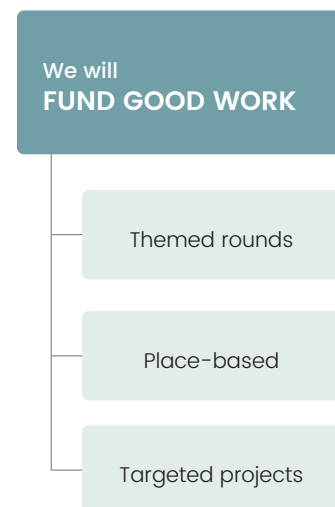 We will
FUND GOOD WORK
Themed rounds
Place-based
Targeted projects